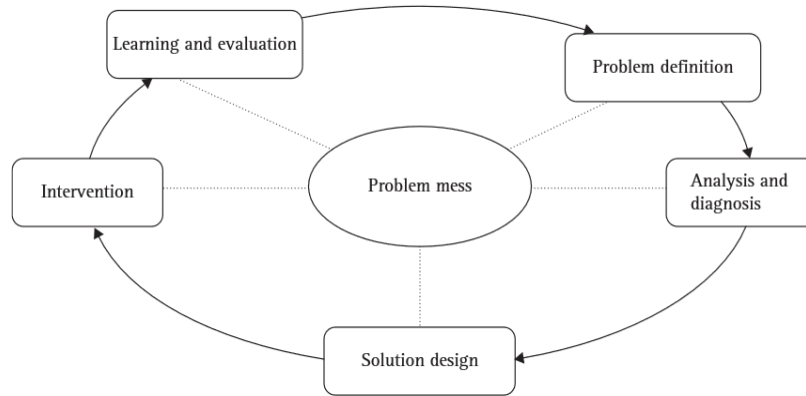 Learning and evaluation
Problem definition
Intervention
Problem mess
Analysis and
diagnosis
Solution design